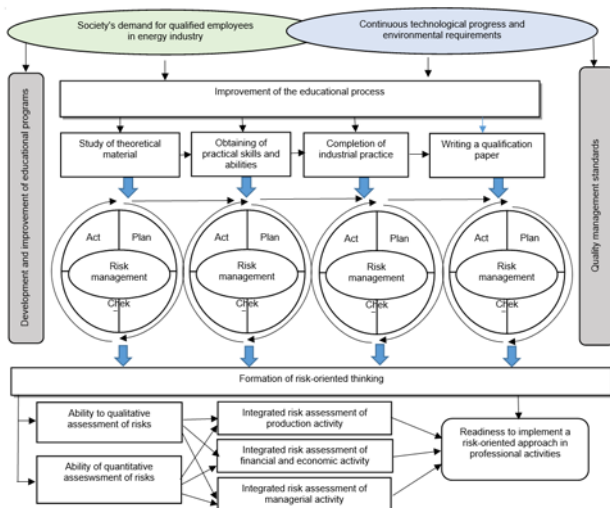 Society's demand for qualified employees
in energy industry
Continuous technological progress and
environmental requirements
Development and improvement of educational programs
Quality management standards
Improvement of the educational process
Study of theoretical
material
Obtaining of
practical skills and
abilities
Completion of
industrial practice
Writing a qualification
paper
Act
Plan
Risk
management
Chek
Act
Plan
Risk
management
Chek
Act
Plan
Risk
management
Chek
Act
Plan
Risk
management
Chek
Formation of risk-oriented thinking
Ability to qualitative
assessment of risks
Ability of quantitative
asseswsment of risks
Integrated risk assessment of
production activity
Integrated risk assessment of
financial and economic activity
Integrated risk assessment of
managerial activity
Readiness to implement a
risk-oriented approach in
professional activities